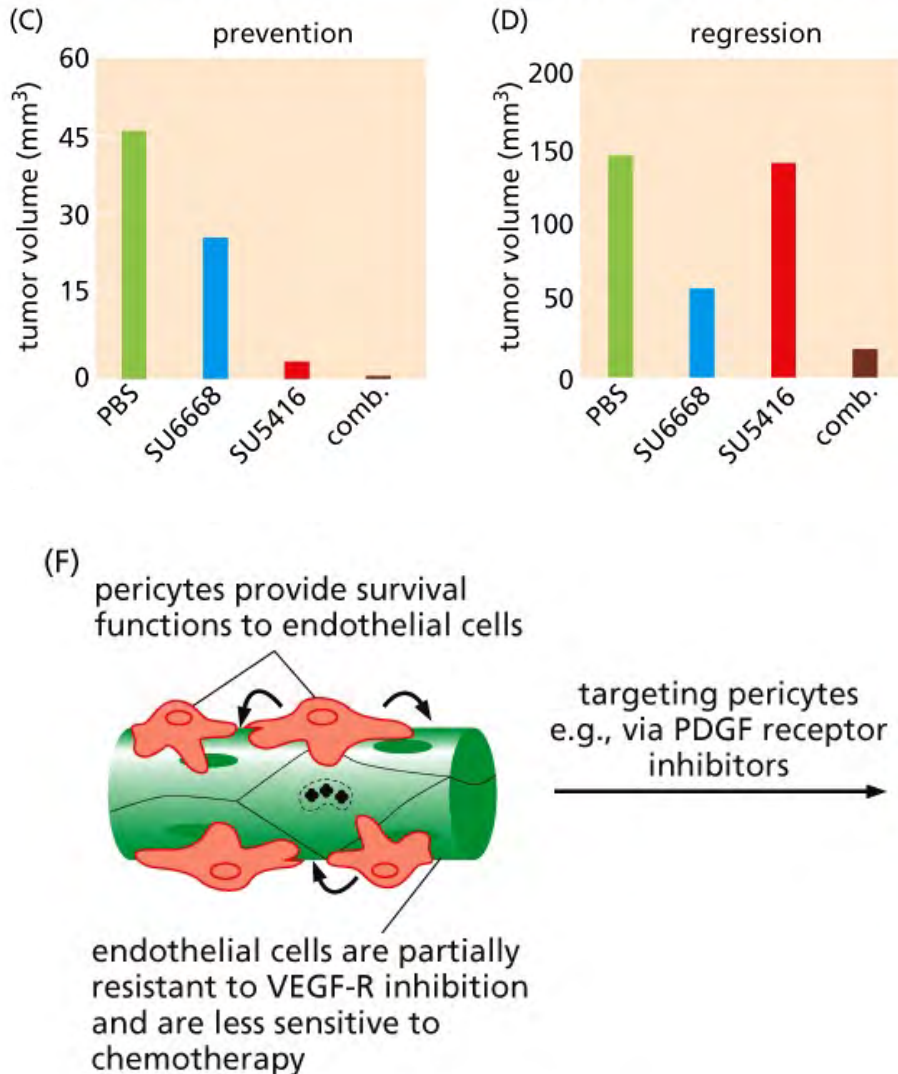 (C)
prevention
tumor volume (mm³)
60
45
30
15
0
PBS
SU6668
SU5416
comb.
(D)
regression
tumor volume (mm³)
200
150
100
50
0
PBS
SU6668
SU5416
comb.
(F)
pericytes provide survival
functions to endothelial cells
targeting pericytes
e.g., via PDGF receptor
inhibitors
endothelial cells are partially
resistant to VEGF-R inhibition
and are less sensitive to
chemotherapy